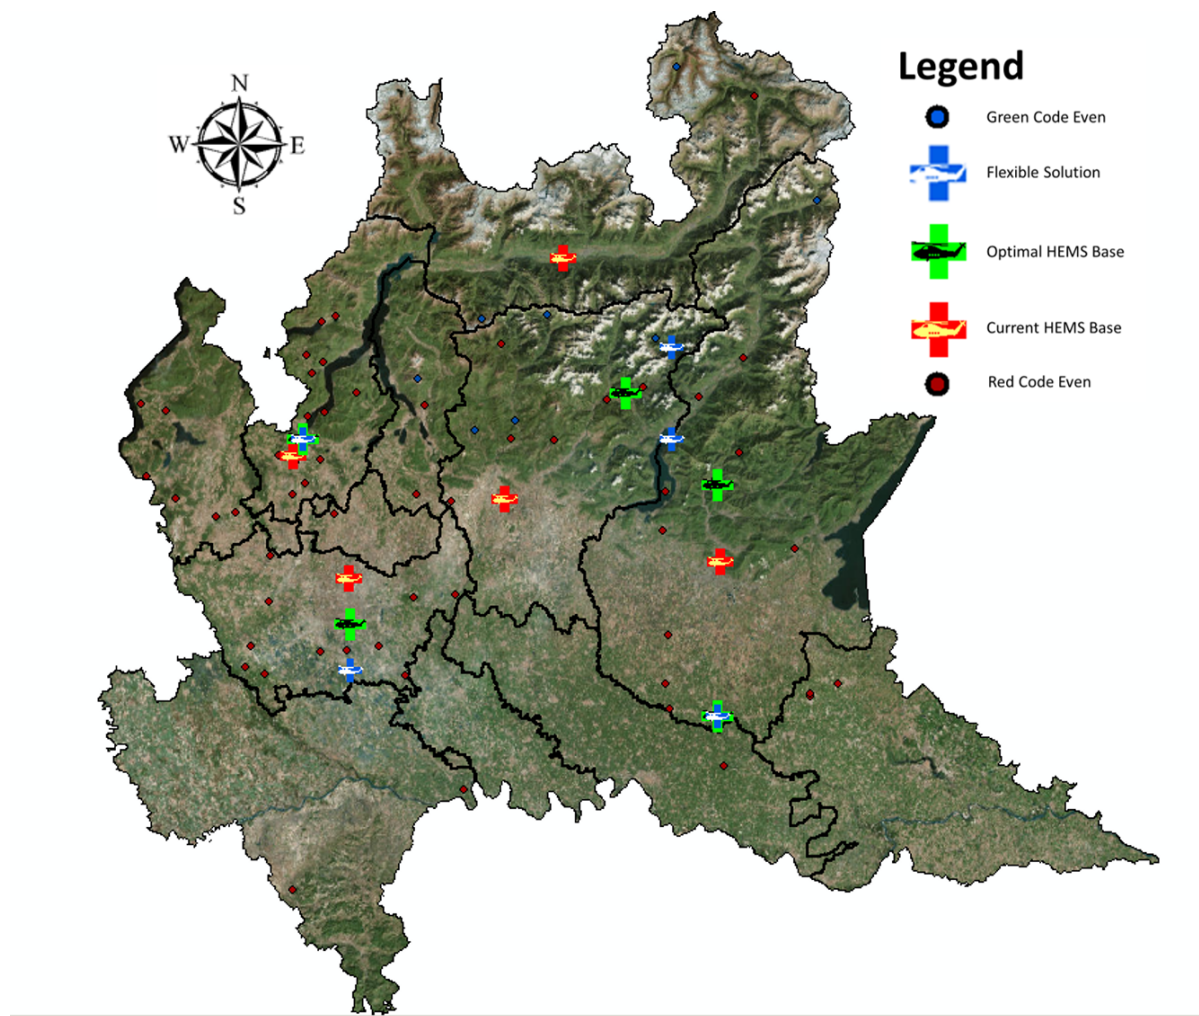 Legend
N
W
E
S
Green Code Even
Flexible Solution
Optimal HEMS Base
Current HEMS Base
Red Code Even